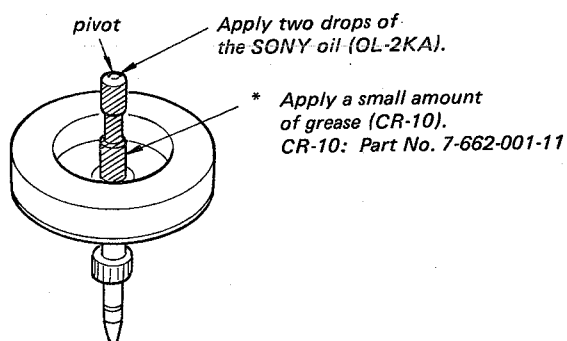 pivot
Apply two drops of
the SONY oil (OL-2KA).
* Apply a small amount
of grease (CR-10).
CR-10: Part No. 7-662-001-11